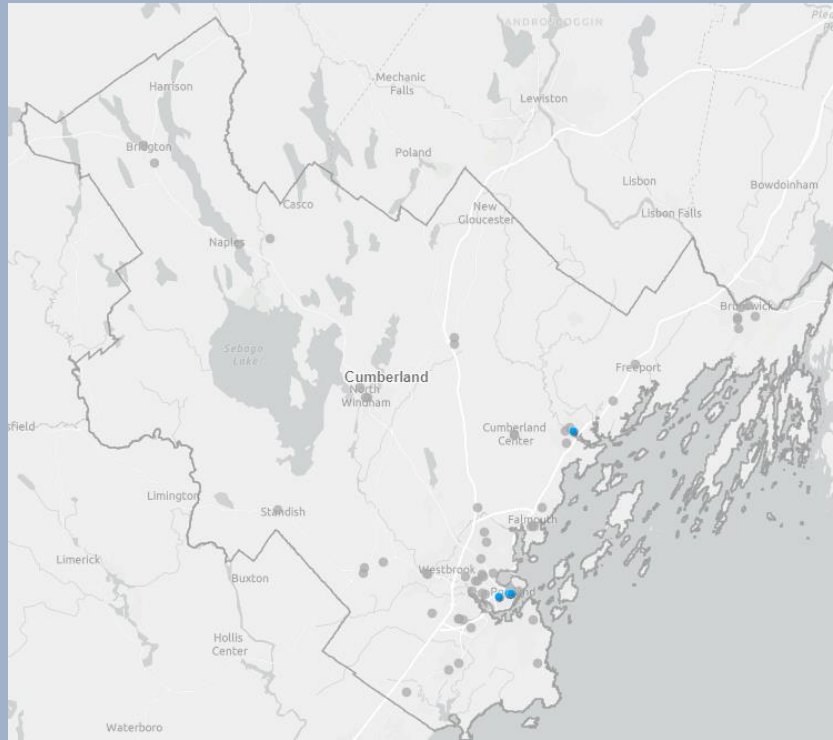 ANDROSCOGGIN
Harrison
Mechanic
Falls
Lewiston
Bridgton
Poland
Lisbon
Bowdoinham
Casco
New
Gloucester
Lisbon Falls
Naples
Brunswick
Sebago
Lake
Freeport
Cumberland
North
Windham
Cumberland
Center
sfield
Limington
Standish
Falmouth
Limerick
Westbrook
Buxton
Portland
Hollis
Center
Waterboro